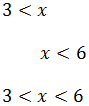 3 < x
x < 6
3 < x < 6